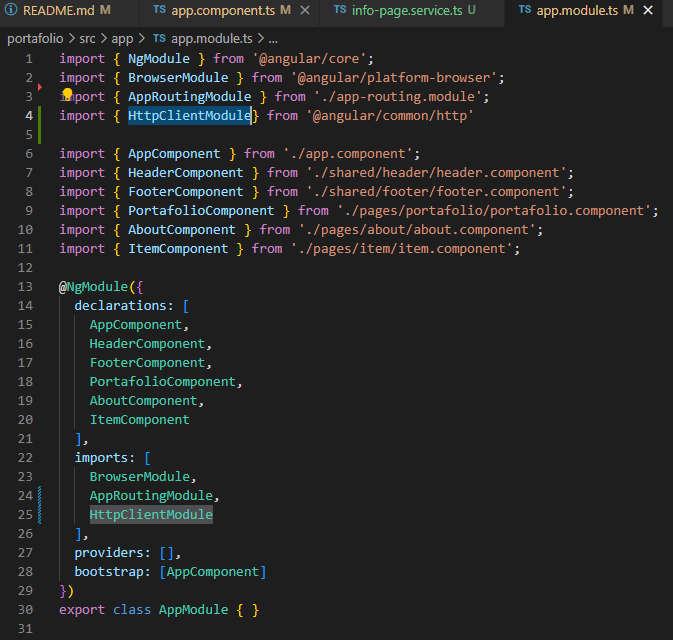 README.md M
TS app.component.ts M
TS info-page.service.ts U
TS app.module.ts M
portafolio > src > app > TS app.module.ts > ...
1 import { NgModule } from '@angular/core';
2 import { BrowserModule } from '@angular/platform-browser';
3 import { AppRoutingModule } from './app-routing.module';
4 import { HttpClientModule} from '@angular/common/http'
5
6 import { AppComponent } from './app.component';
7 import { HeaderComponent } from './shared/header/header.component';
8 import { FooterComponent } from './shared/footer/footer.component';
9 import { PortafolioComponent } from './pages/portafolio/portafolio.component';
10 import { AboutComponent } from './pages/about/about.component';
11 import { ItemComponent } from './pages/item/item.component';
12
13 @NgModule({
14 declarations: [
15 AppComponent,
16 HeaderComponent,
17 FooterComponent,
18 PortafolioComponent,
19 AboutComponent,
20 ItemComponent
21 ],
22 imports: [
23 BrowserModule,
24 AppRoutingModule,
25 HttpClientModule
26 ],
27 providers: [],
28 bootstrap: [AppComponent]
29 })
30 export class AppModule { }
31